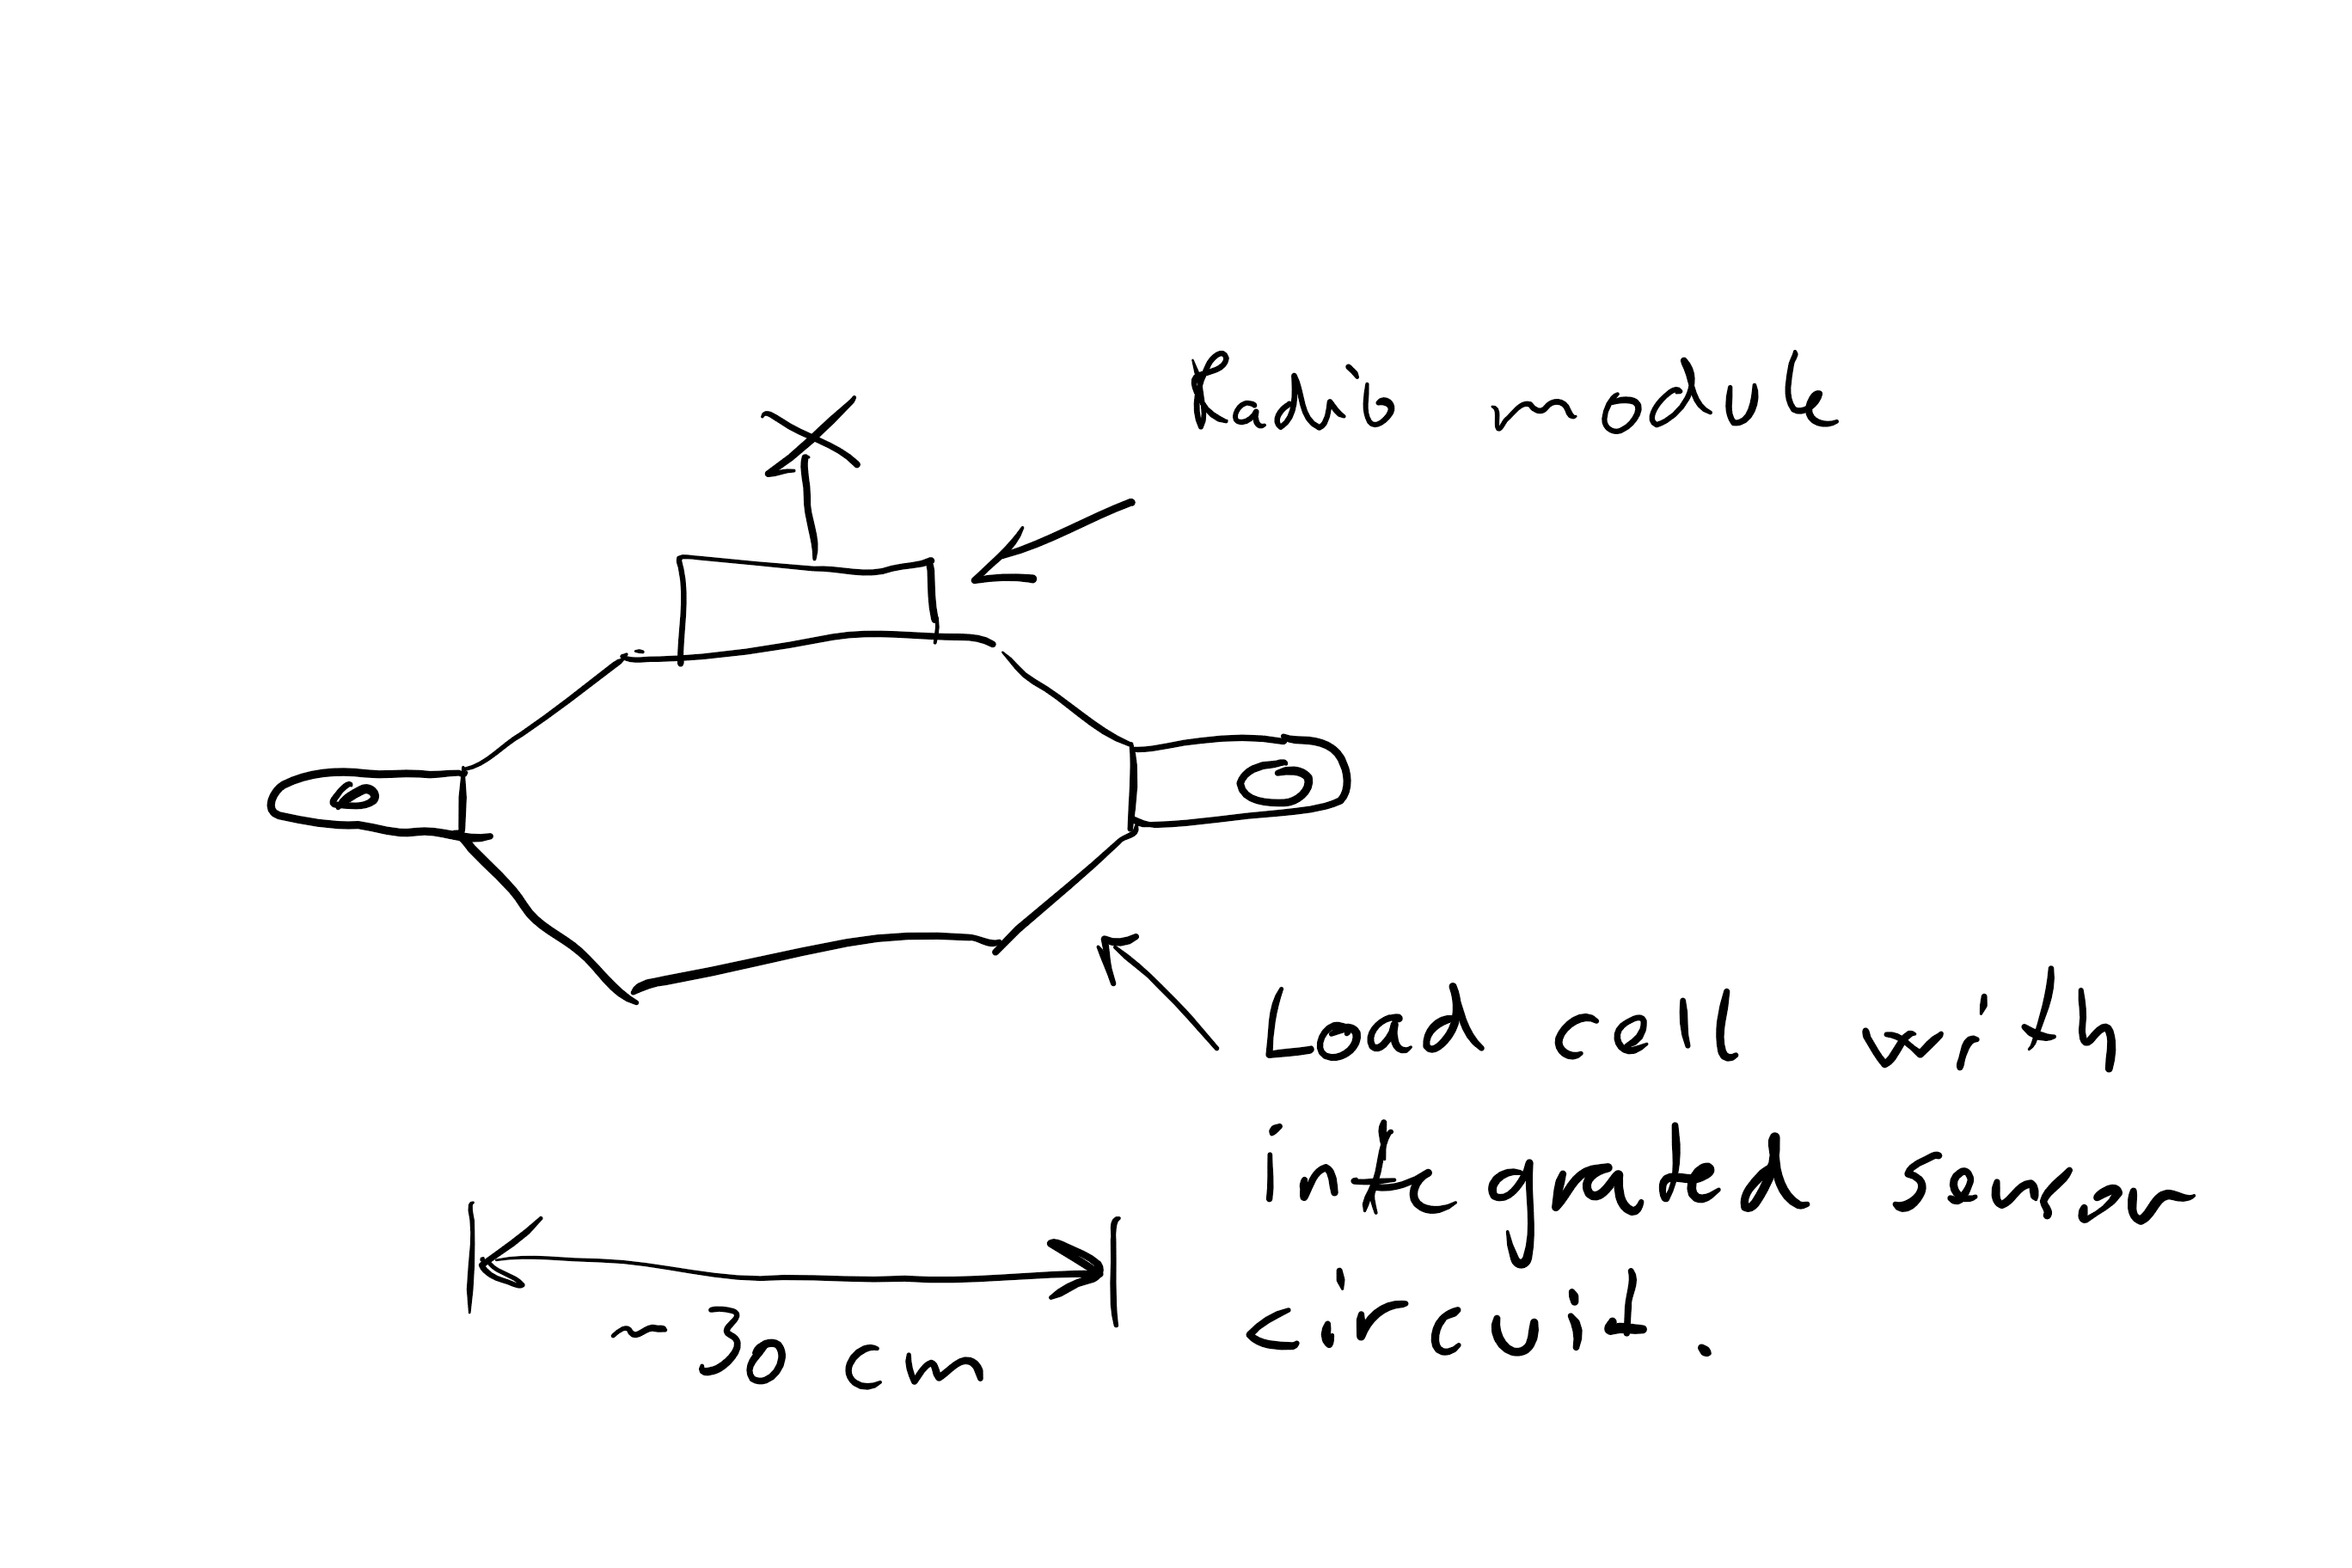 Radio module
Load cell with
integrated sensor
circuit.
~30 cm